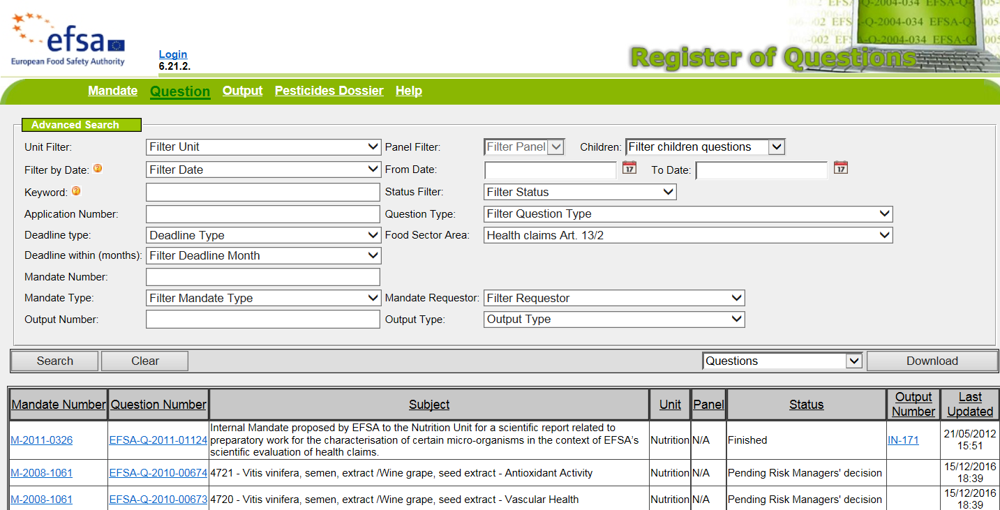 EFSA-Q-2004-034 EFSA-Q
EFSA-Q-2004-034 EFSA-Q
efsa
European Food Safety Authority
Login
6.21.2.
Register of Questions
Mandate Question Output Pesticides Dossier Help
Advanced Search
Unit Filter: Filter Unit Panel Filter: Filter Panel Children: Filter children questions
Filter by Date: ? Filter Date From Date: 17 To Date: 17
Keyword: ? Status Filter: Filter Status
Application Number: Question Type: Filter Question Type
Deadline type: Deadline Type Food Sector Area: Health claims Art. 13/2
Deadline within (months): Filter Deadline Month
Mandate Number:
Mandate Type: Filter Mandate Type Mandate Requestor: Filter Requestor
Output Number: Output Type: Output Type
Search Clear Questions Download
Mandate Number Question Number Subject Unit Panel Status Output Number Last Updated
M-2011-0326 EFSA-Q-2011-01124 Internal Mandate proposed by EFSA to the Nutrition Unit for a scientific report related to
preparatory work for the characterisation of certain micro-organisms in the context of EFSA's
scientific evaluation of health claims. Nutrition N/A Finished IN-171 21/05/2012
15:51
M-2008-1061 EFSA-Q-2010-00674 4721 - Vitis vinifera, semen, extract /Wine grape, seed extract - Antioxidant Activity Nutrition N/A Pending Risk Managers' decision 15/12/2016
18:39
M-2008-1061 EFSA-Q-2010-00673 4720 - Vitis vinifera, semen, extract /Wine grape, seed extract - Vascular Health Nutrition N/A Pending Risk Managers' decision 15/12/2016
18:39